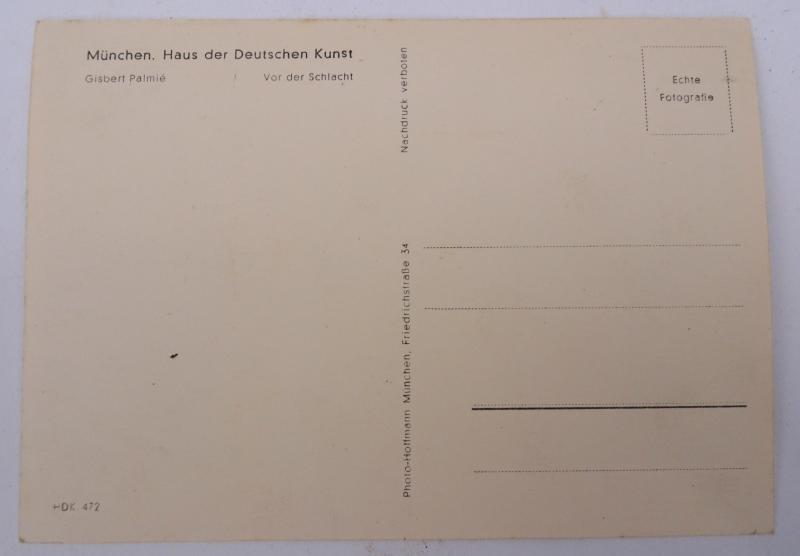 München. Haus der Deutschen Kunst
Gisbert Palmié Vor der Schlacht
HDK 472
Nachdruck verboten
Photo-Hoffmann München, Friedrichstraße 34
Echte
Fotografie